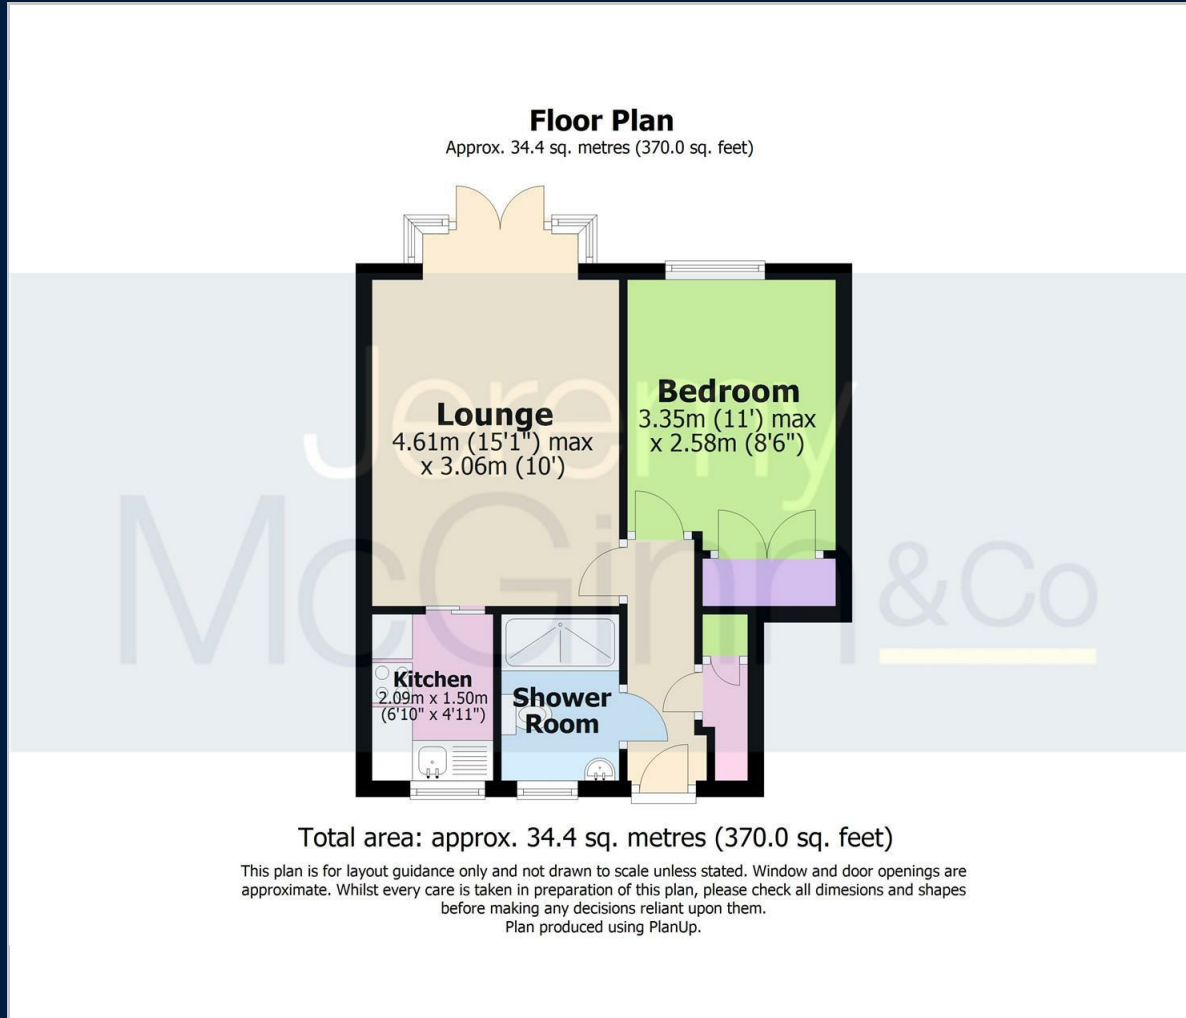 Floor Plan
Approx. 34.4 sq. metres (370.0 sq. feet)
Jeremy
McGinn & Co
Lounge
4.61m (15'1") max
x 3.06m (10')
Bedroom
3.35m (11') max
x 2.58m (8'6")
Kitchen
2.09m x 1.50m
(6'10" x 4'11")
Shower
Room
Total area: approx. 34.4 sq. metres (370.0 sq. feet)
This plan is for layout guidance only and not drawn to scale unless stated. Window and door openings are
approximate. Whilst every care is taken in preparation of this plan, please check all dimesions and shapes
before making any decisions reliant upon them.
Plan produced using PlanUp.